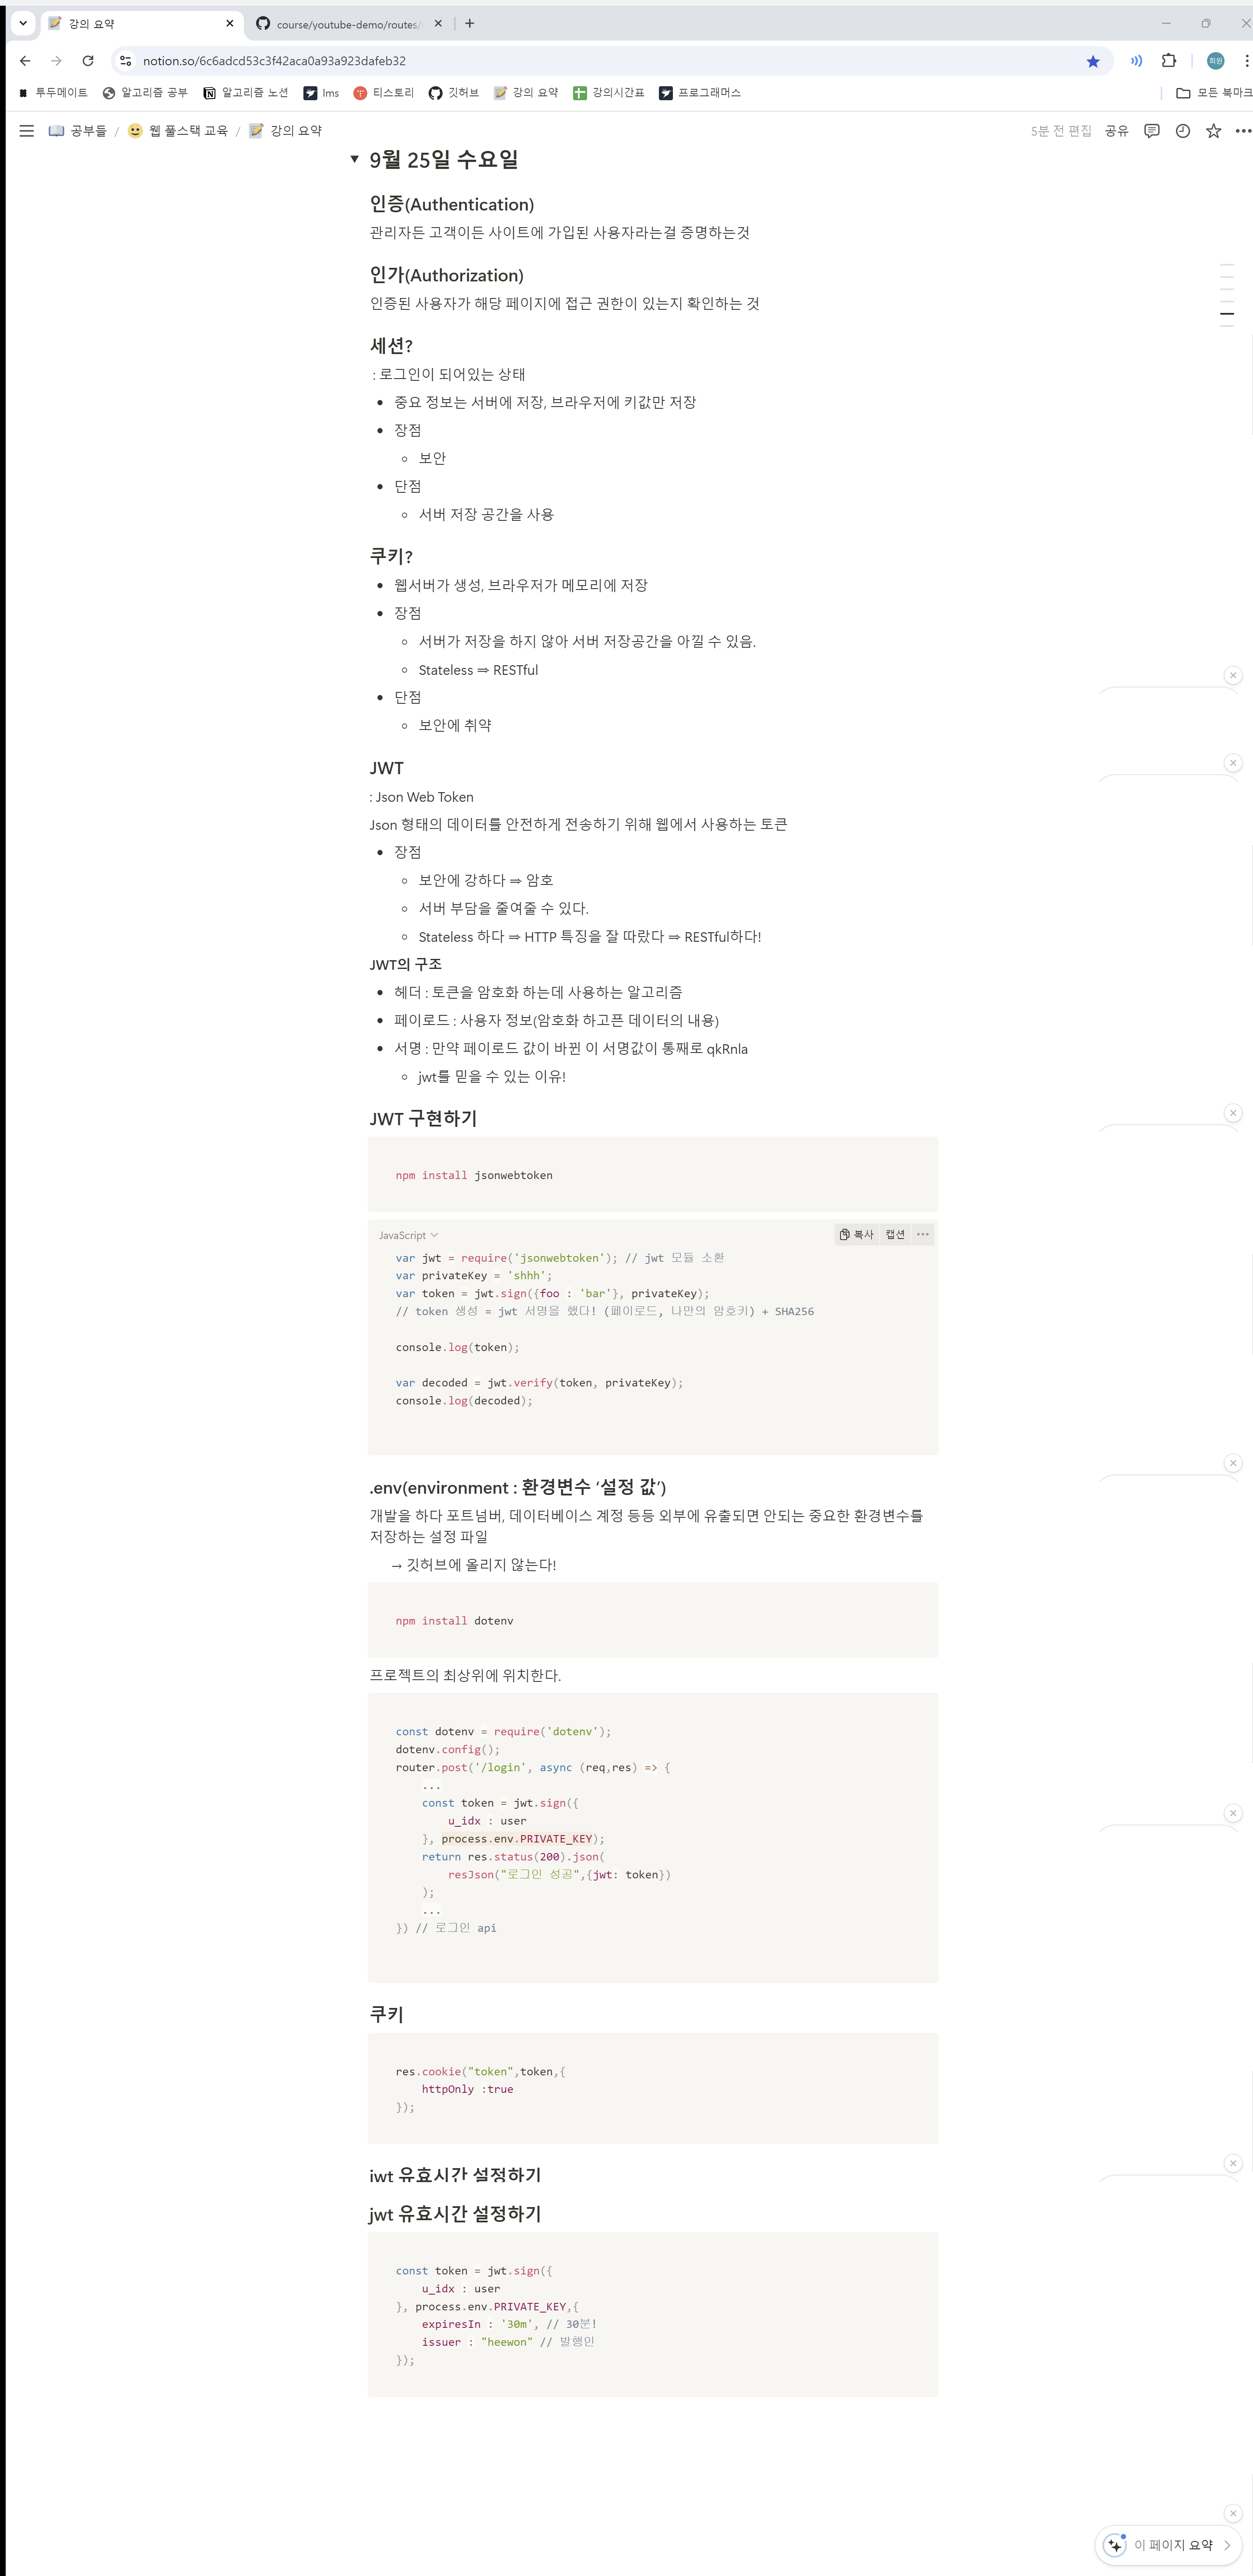 강의 요약
course/youtube-demo/routes/
notion.so/6c6adcd53c3f42aca0a93a923dafeb32
희원
투두메이트 알고리즘 공부 알고리즘 노션 lms 티스토리 깃허브 강의 요약 강의시간표 프로그래머스 모든 북마크
공부들 / 웹 풀스택 교육 / 강의 요약 5분 전 편집 공유
9월 25일 수요일
인증(Authentication)
관리자든 고객이든 사이트에 가입된 사용자라는걸 증명하는것
인가(Authorization)
인증된 사용자가 해당 페이지에 접근 권한이 있는지 확인하는 것
세션?
: 로그인이 되어있는 상태
• 중요 정보는 서버에 저장, 브라우저에 키값만 저장
• 장점
◦ 보안
• 단점
◦ 서버 저장 공간을 사용
쿠키?
• 웹서버가 생성, 브라우저가 메모리에 저장
• 장점
◦ 서버가 저장을 하지 않아 서버 저장공간을 아낄 수 있음.
◦ Stateless ⇒ RESTful
• 단점
◦ 보안에 취약
JWT
: Json Web Token
Json 형태의 데이터를 안전하게 전송하기 위해 웹에서 사용하는 토큰
• 장점
◦ 보안에 강하다 ⇒ 암호
◦ 서버 부담을 줄여줄 수 있다.
◦ Stateless 하다 ⇒ HTTP 특징을 잘 따랐다 ⇒ RESTful하다!
JWT의 구조
• 헤더 : 토큰을 암호화 하는데 사용하는 알고리즘
• 페이로드 : 사용자 정보(암호화 하고픈 데이터의 내용)
• 서명 : 만약 페이로드 값이 바뀐 이 서명값이 통째로 qkRnla
◦ jwt를 믿을 수 있는 이유!
JWT 구현하기
npm install jsonwebtoken
JavaScript 복사 캡션
var jwt = require('jsonwebtoken'); // jwt 모듈 소환
var privateKey = 'shhh';
var token = jwt.sign({foo : 'bar'}, privateKey);
// token 생성 = jwt 서명을 했다! (페이로드, 나만의 암호키) + SHA256
console.log(token);
var decoded = jwt.verify(token, privateKey);
console.log(decoded);
.env(environment : 환경변수 ‘설정 값’)
개발을 하다 포트넘버, 데이터베이스 계정 등등 외부에 유출되면 안되는 중요한 환경변수를
저장하는 설정 파일
→ 깃허브에 올리지 않는다!
npm install dotenv
프로젝트의 최상위에 위치한다.
const dotenv = require('dotenv');
dotenv.config();
router.post('/login', async (req,res) => {
...
const token = jwt.sign({
u_idx : user
}, process.env.PRIVATE_KEY);
return res.status(200).json(
resJson("로그인 성공",{jwt: token})
);
...
}) // 로그인 api
쿠키
res.cookie("token",token,{
httpOnly :true
});
jwt 유효시간 설정하기
jwt 유효시간 설정하기
const token = jwt.sign({
u_idx : user
}, process.env.PRIVATE_KEY,{
expiresIn : '30m', // 30분!
issuer : "heewon" // 발행인
});
이 페이지 요약